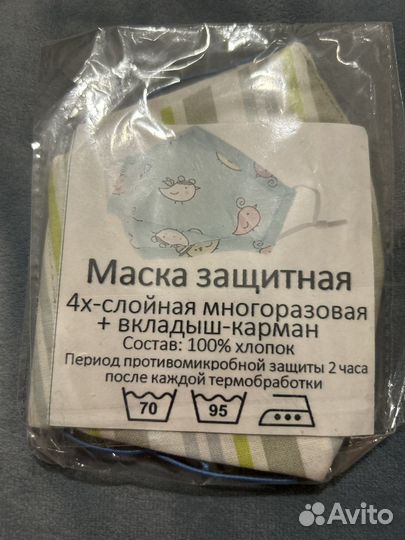 Маска защитная
4х-слойная многоразовая
+ вкладыш-карман
Состав: 100% хлопок
Период противомикробной защиты 2 часа
после каждой термобработки
70 95
Avito